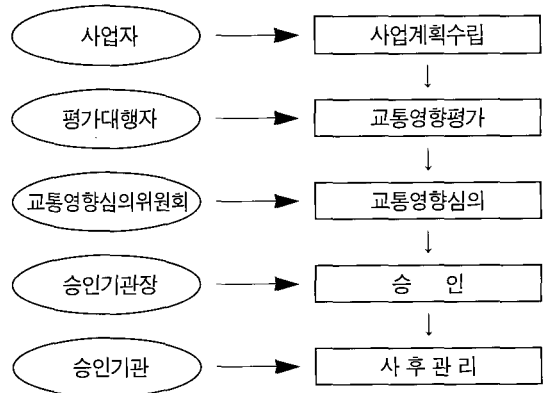 사업자 → 사업계획수립
↓
평가대행자 → 교통영향평가
↓
교통영향심의위원회 → 교통영향심의
↓
승인기관장 → 승 인
↓
승인기관 → 사 후 관 리